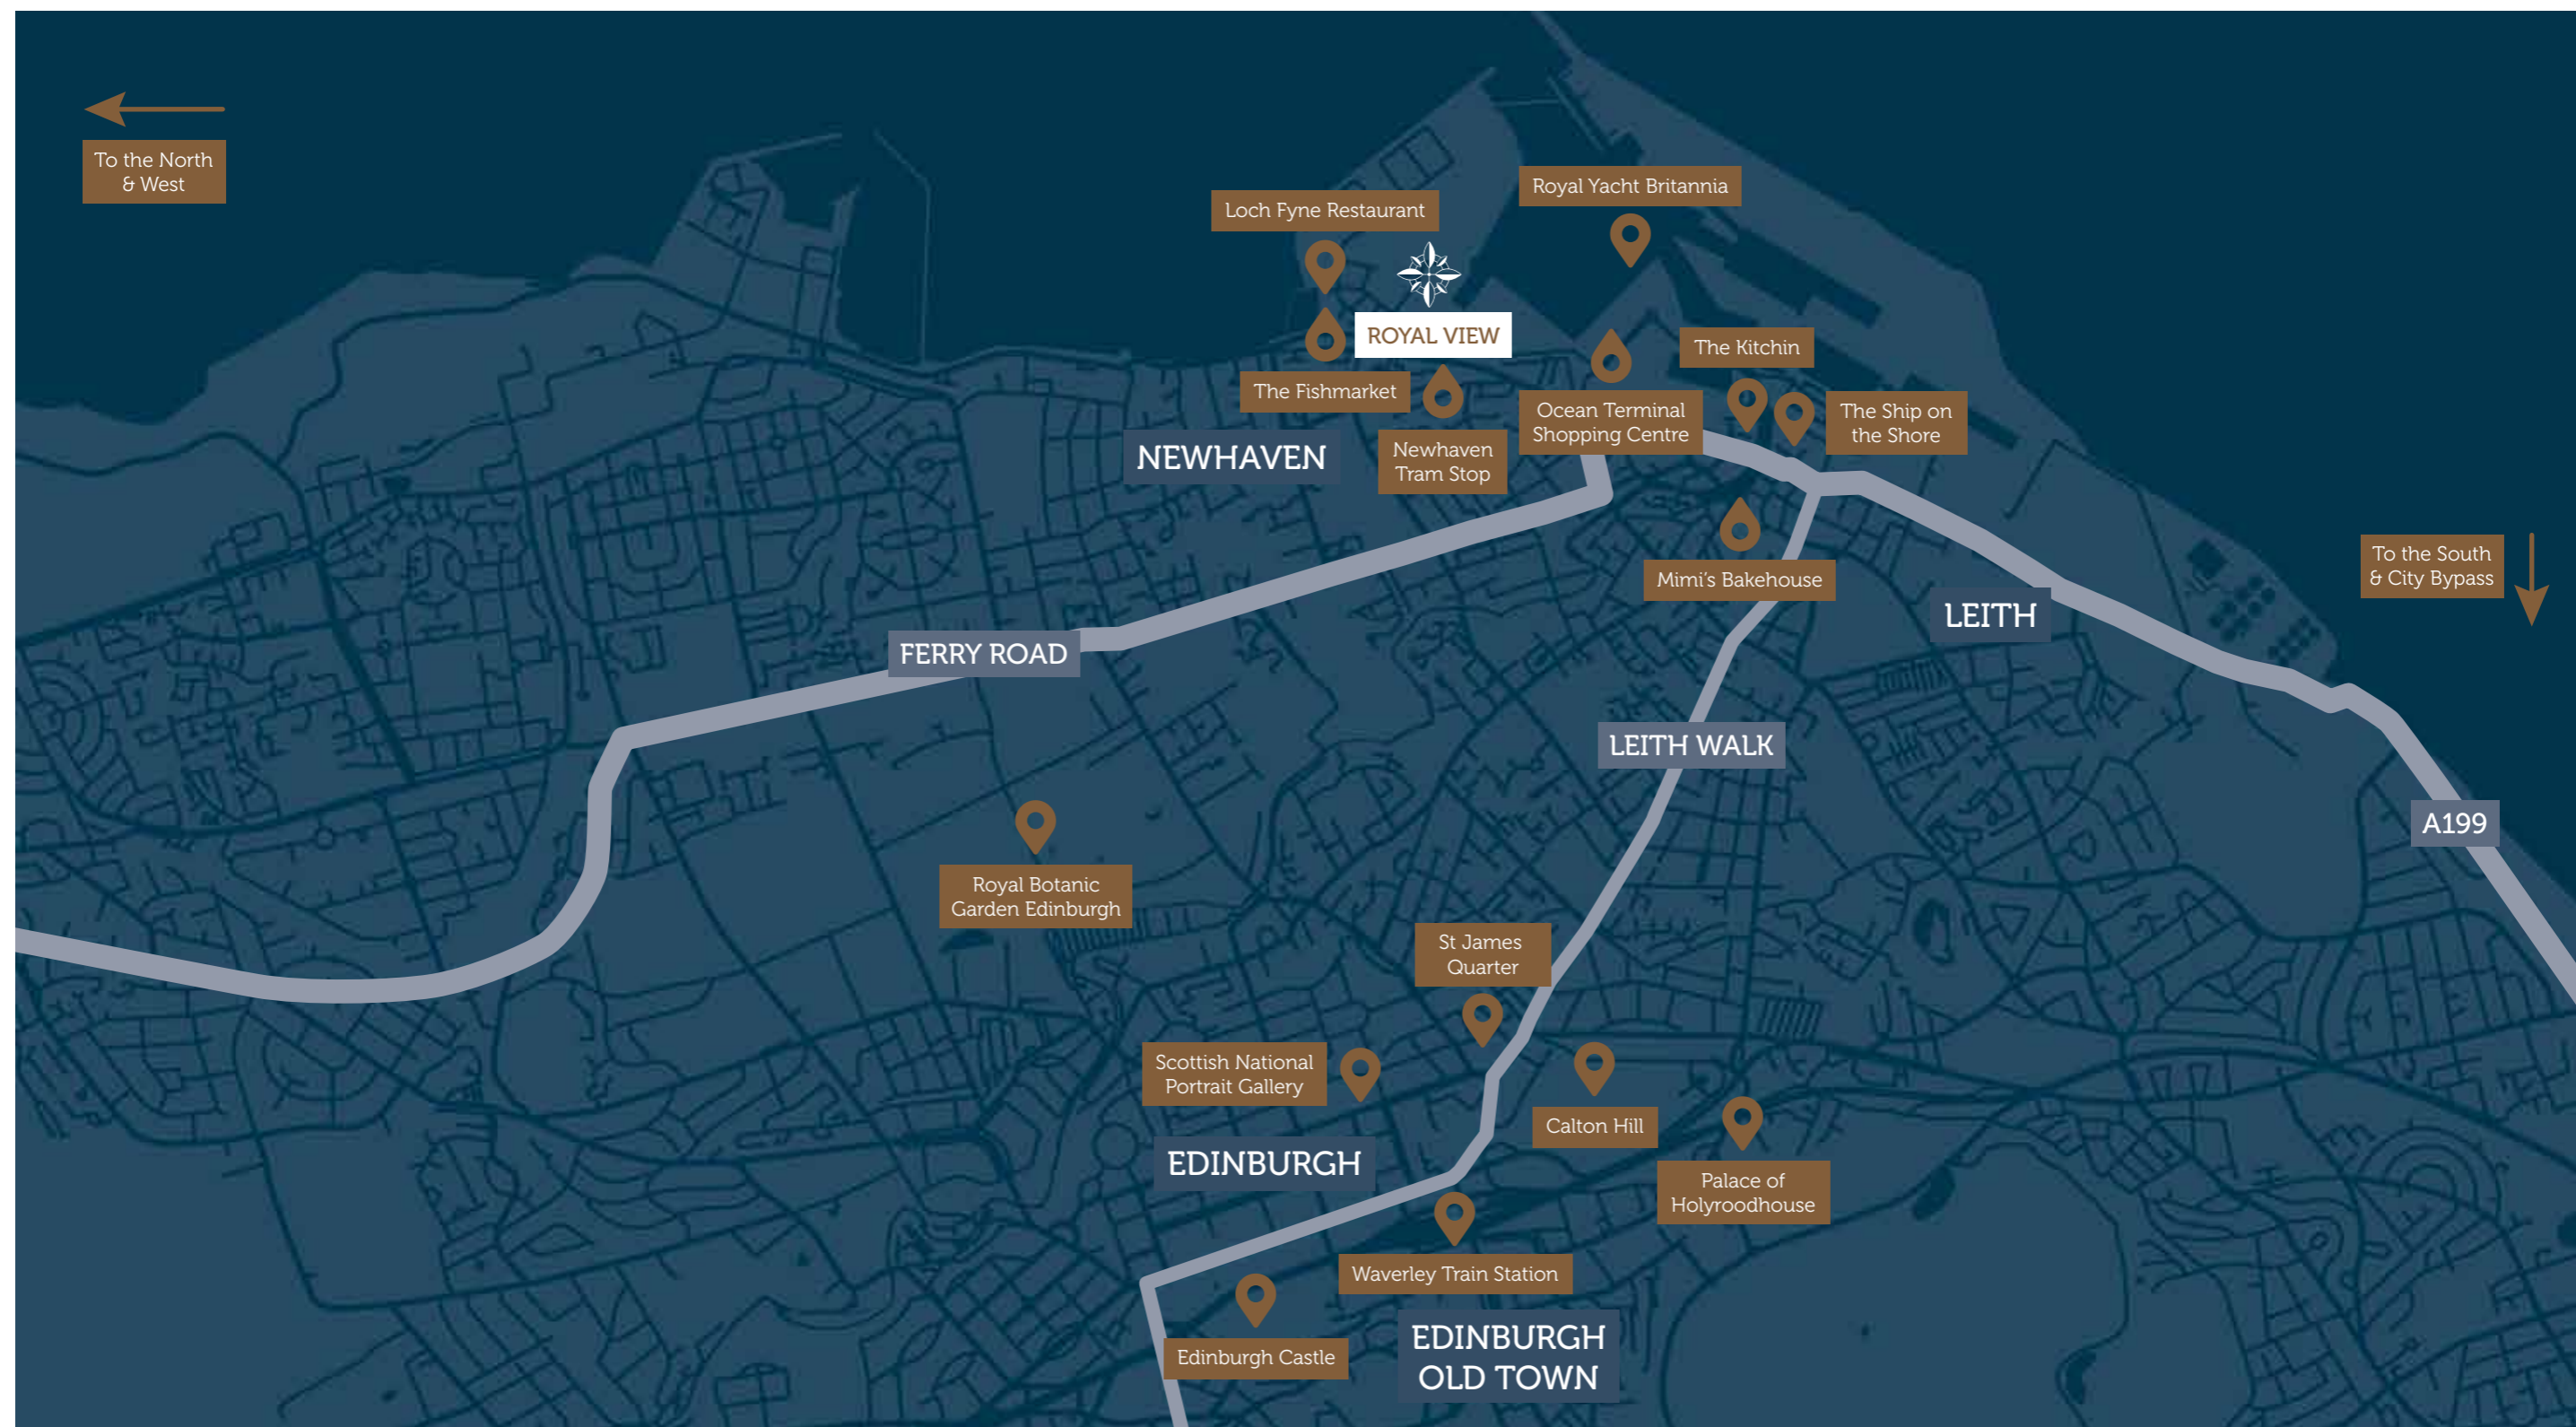 To the North
& West
Royal Yacht Britannia
Loch Fyne Restaurant
ROYAL VIEW
The Kitchin
The Fishmarket
Ocean Terminal
Shopping Centre
The Ship on
the Shore
NEWHAVEN
Newhaven
Tram Stop
To the South
& City Bypass
Mimi's Bakehouse
LEITH
FERRY ROAD
LEITH WALK
A199
Royal Botanic
Garden Edinburgh
St James
Quarter
Scottish National
Portrait Gallery
Calton Hill
EDINBURGH
Palace of
Holyroodhouse
Waverley Train Station
Edinburgh Castle
EDINBURGH
OLD TOWN